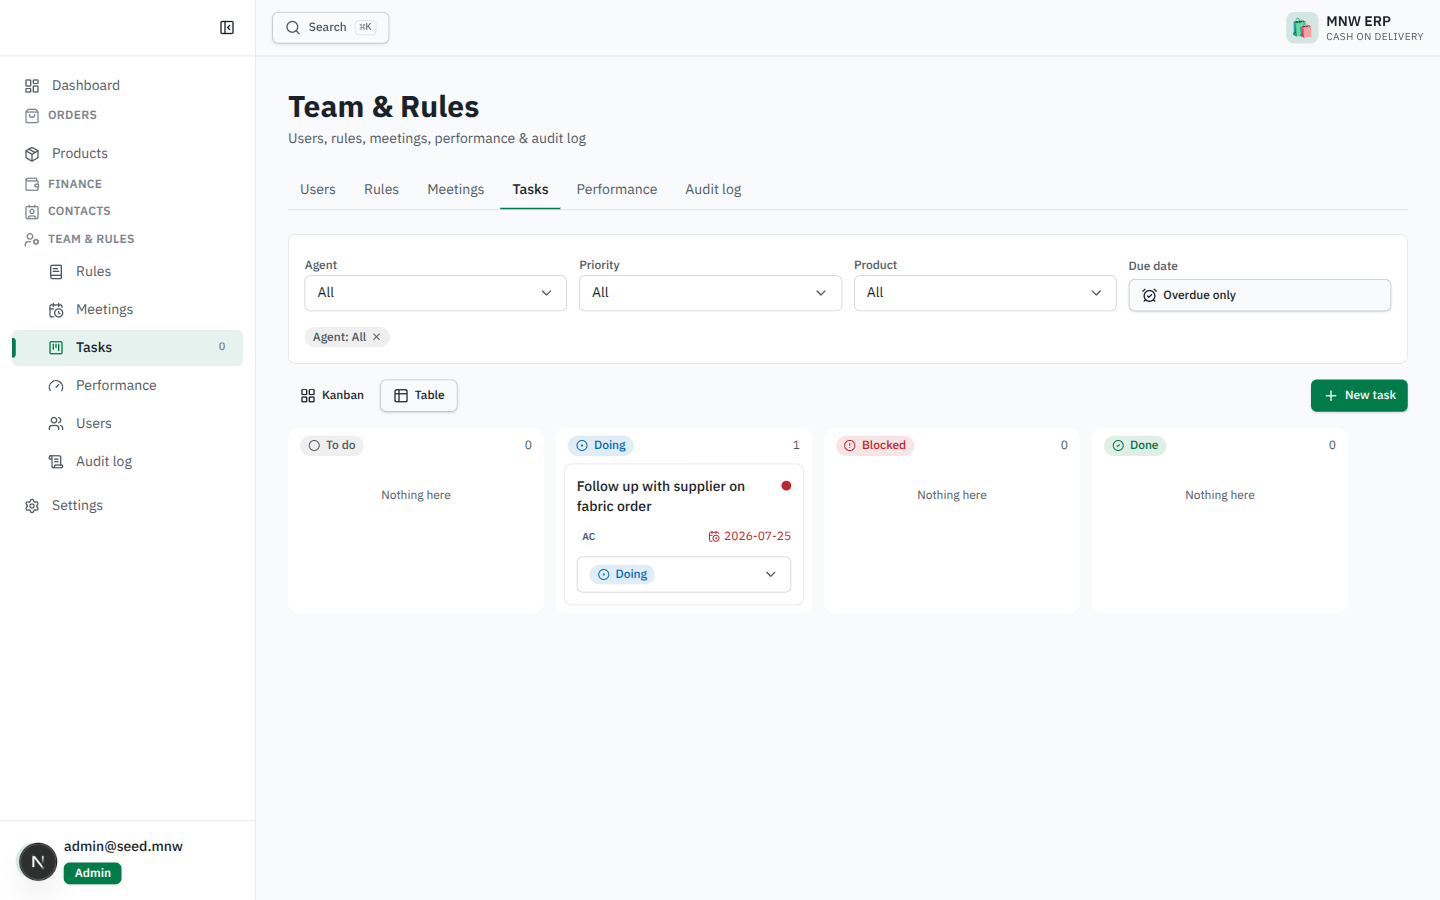 Search ⌘K
MNW ERP
CASH ON DELIVERY
Dashboard
ORDERS
Products
FINANCE
CONTACTS
TEAM & RULES
Rules
Meetings
Tasks 0
Performance
Users
Audit log
Settings
N
admin@seed.mnw
Admin
Team & Rules
Users, rules, meetings, performance & audit log
Users Rules Meetings Tasks Performance Audit log
Agent Priority Product Due date
All All All Overdue only
Agent: All
Kanban Table New task
To do 0
Nothing here
Doing 1
Follow up with supplier on
fabric order
AC 2026-07-25
Doing
Blocked 0
Nothing here
Done 0
Nothing here